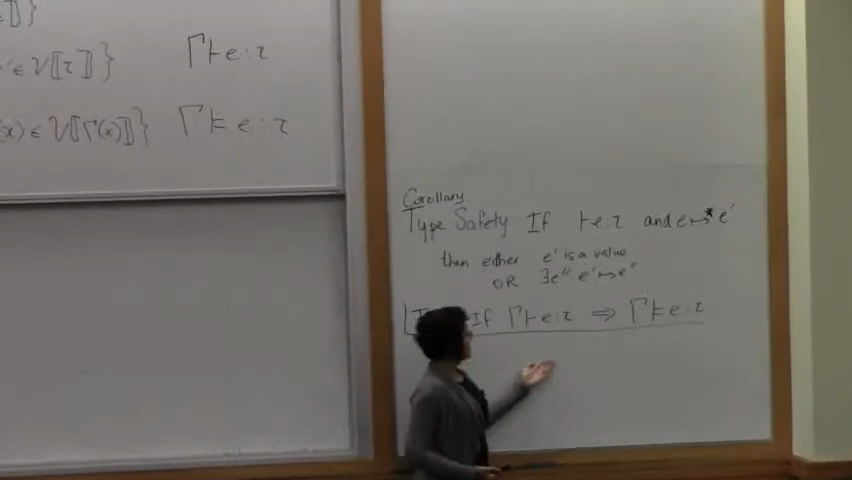 ]]}
∈ V[[τ]]}
Γ ⊢ e : τ
(x) ∈ V[[Γ(x)]]}
Γ ⊨ e : τ
Corollary
Type Safety If ⊢ e : τ and e ↦* e'
then either e' is a value
OR ∃e'' e' ↦ e''
If Γ ⊢ e : τ ⇒ Γ ⊨ e : τ